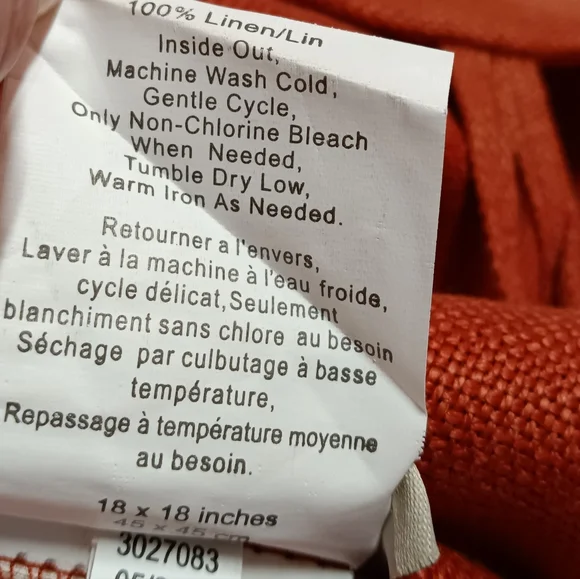 100% Linen/Lin
Inside Out,
Machine Wash Cold,
Gentle Cycle,
Only Non-Chlorine Bleach
When Needed,
Tumble Dry Low,
Warm Iron As Needed.
Retourner a l'envers,
Laver à la machine à l'eau froide,
cycle délicat,Seulement
blanchiment sans chlore au besoin
Séchage par culbutage à basse
température,
Repassage à température moyenne
au besoin.
18 x 18 inches
45 x 45 cm
3027083